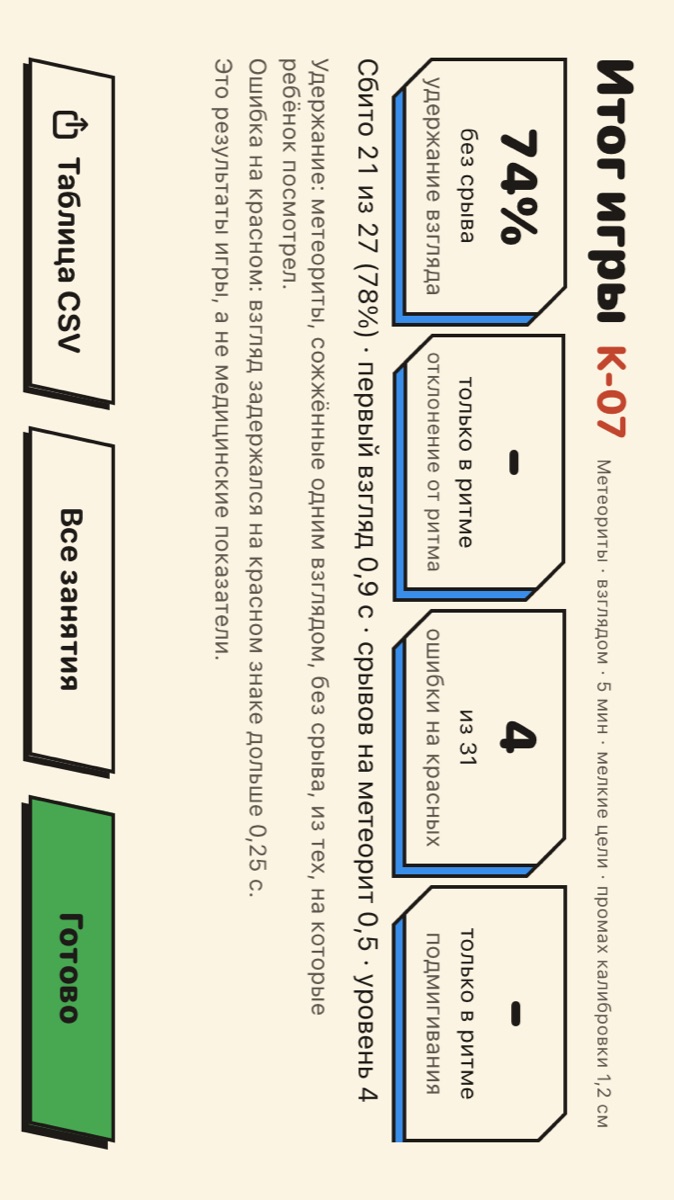 Итог игры К-07 Метеориты · взглядом · 5 мин · мелкие цели · промах калибровки 1,2 см
74%
без срыва
удержание взгляда
–
только в ритме
отклонение от ритма
4
из 31
ошибки на красных
–
только в ритме
подмигивания
Сбито 21 из 27 (78%) · первый взгляд 0,9 с · срывов на метеорит 0,5 · уровень 4
Удержание: метеориты, сожжённые одним взглядом, без срыва, из тех, на которые
ребёнок посмотрел.
Ошибка на красном: взгляд задержался на красном знаке дольше 0,25 с.
Это результаты игры, а не медицинские показатели.
Таблица CSV
Все занятия
Готово